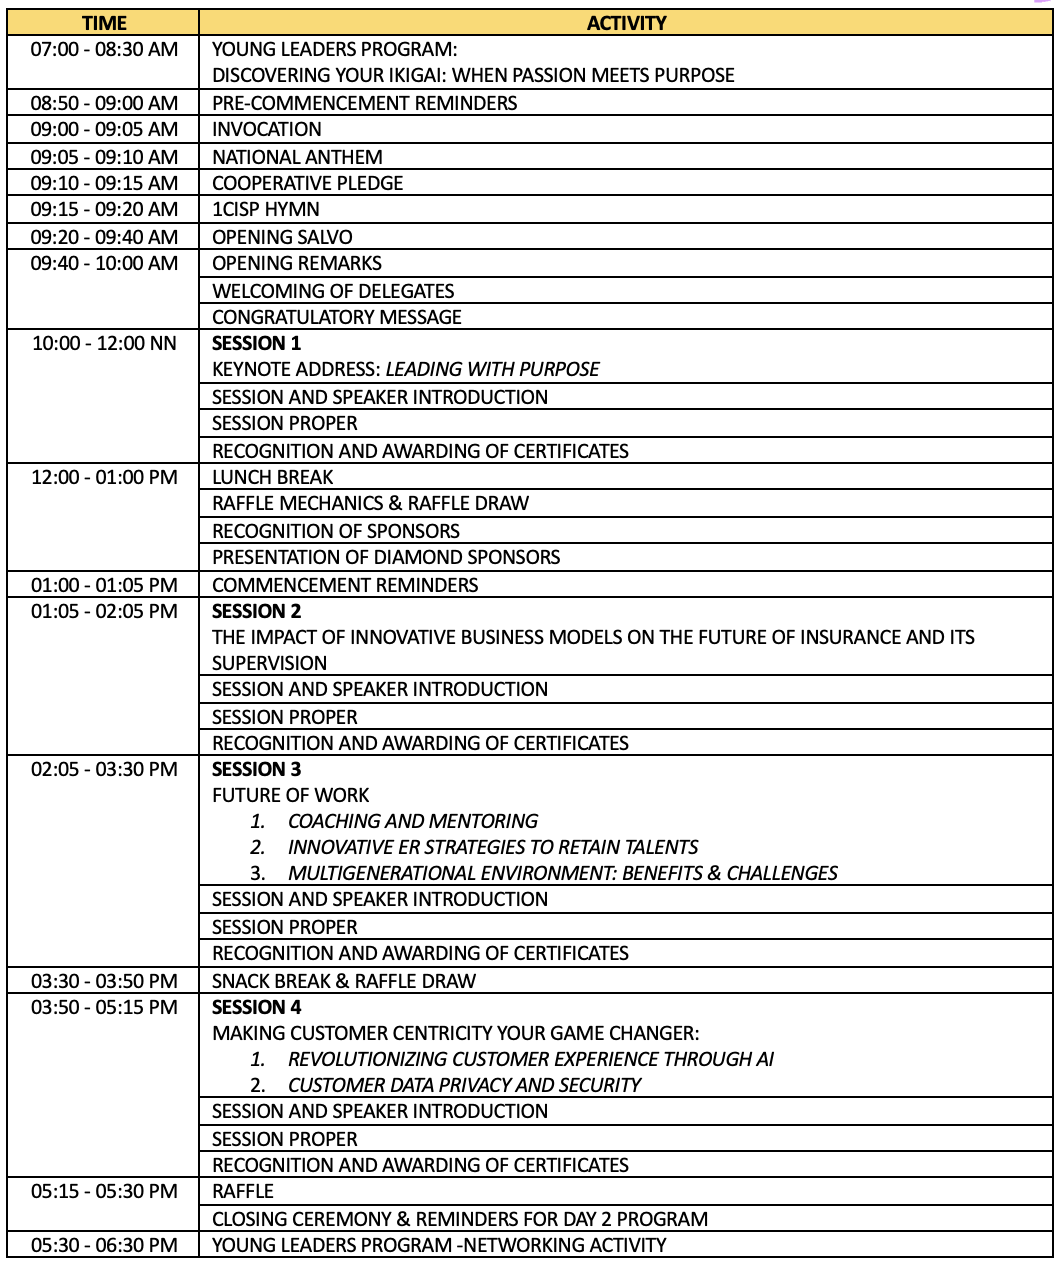 TIME ACTIVITY
07:00 - 08:30 AM YOUNG LEADERS PROGRAM:
DISCOVERING YOUR IKIGAI: WHEN PASSION MEETS PURPOSE
08:50 - 09:00 AM PRE-COMMENCEMENT REMINDERS
09:00 - 09:05 AM INVOCATION
09:05 - 09:10 AM NATIONAL ANTHEM
09:10 - 09:15 AM COOPERATIVE PLEDGE
09:15 - 09:20 AM 1CISP HYMN
09:20 - 09:40 AM OPENING SALVO
09:40 - 10:00 AM OPENING REMARKS
WELCOMING OF DELEGATES
CONGRATULATORY MESSAGE
10:00 - 12:00 NN SESSION 1
KEYNOTE ADDRESS: LEADING WITH PURPOSE
SESSION AND SPEAKER INTRODUCTION
SESSION PROPER
RECOGNITION AND AWARDING OF CERTIFICATES
12:00 - 01:00 PM LUNCH BREAK
RAFFLE MECHANICS & RAFFLE DRAW
RECOGNITION OF SPONSORS
PRESENTATION OF DIAMOND SPONSORS
01:00 - 01:05 PM COMMENCEMENT REMINDERS
01:05 - 02:05 PM SESSION 2
THE IMPACT OF INNOVATIVE BUSINESS MODELS ON THE FUTURE OF INSURANCE AND ITS
SUPERVISION
SESSION AND SPEAKER INTRODUCTION
SESSION PROPER
RECOGNITION AND AWARDING OF CERTIFICATES
02:05 - 03:30 PM SESSION 3
FUTURE OF WORK
1. COACHING AND MENTORING
2. INNOVATIVE ER STRATEGIES TO RETAIN TALENTS
3. MULTIGENERATIONAL ENVIRONMENT: BENEFITS & CHALLENGES
SESSION AND SPEAKER INTRODUCTION
SESSION PROPER
RECOGNITION AND AWARDING OF CERTIFICATES
03:30 - 03:50 PM SNACK BREAK & RAFFLE DRAW
03:50 - 05:15 PM SESSION 4
MAKING CUSTOMER CENTRICITY YOUR GAME CHANGER:
1. REVOLUTIONIZING CUSTOMER EXPERIENCE THROUGH AI
2. CUSTOMER DATA PRIVACY AND SECURITY
SESSION AND SPEAKER INTRODUCTION
SESSION PROPER
RECOGNITION AND AWARDING OF CERTIFICATES
05:15 - 05:30 PM RAFFLE
CLOSING CEREMONY & REMINDERS FOR DAY 2 PROGRAM
05:30 - 06:30 PM YOUNG LEADERS PROGRAM -NETWORKING ACTIVITY